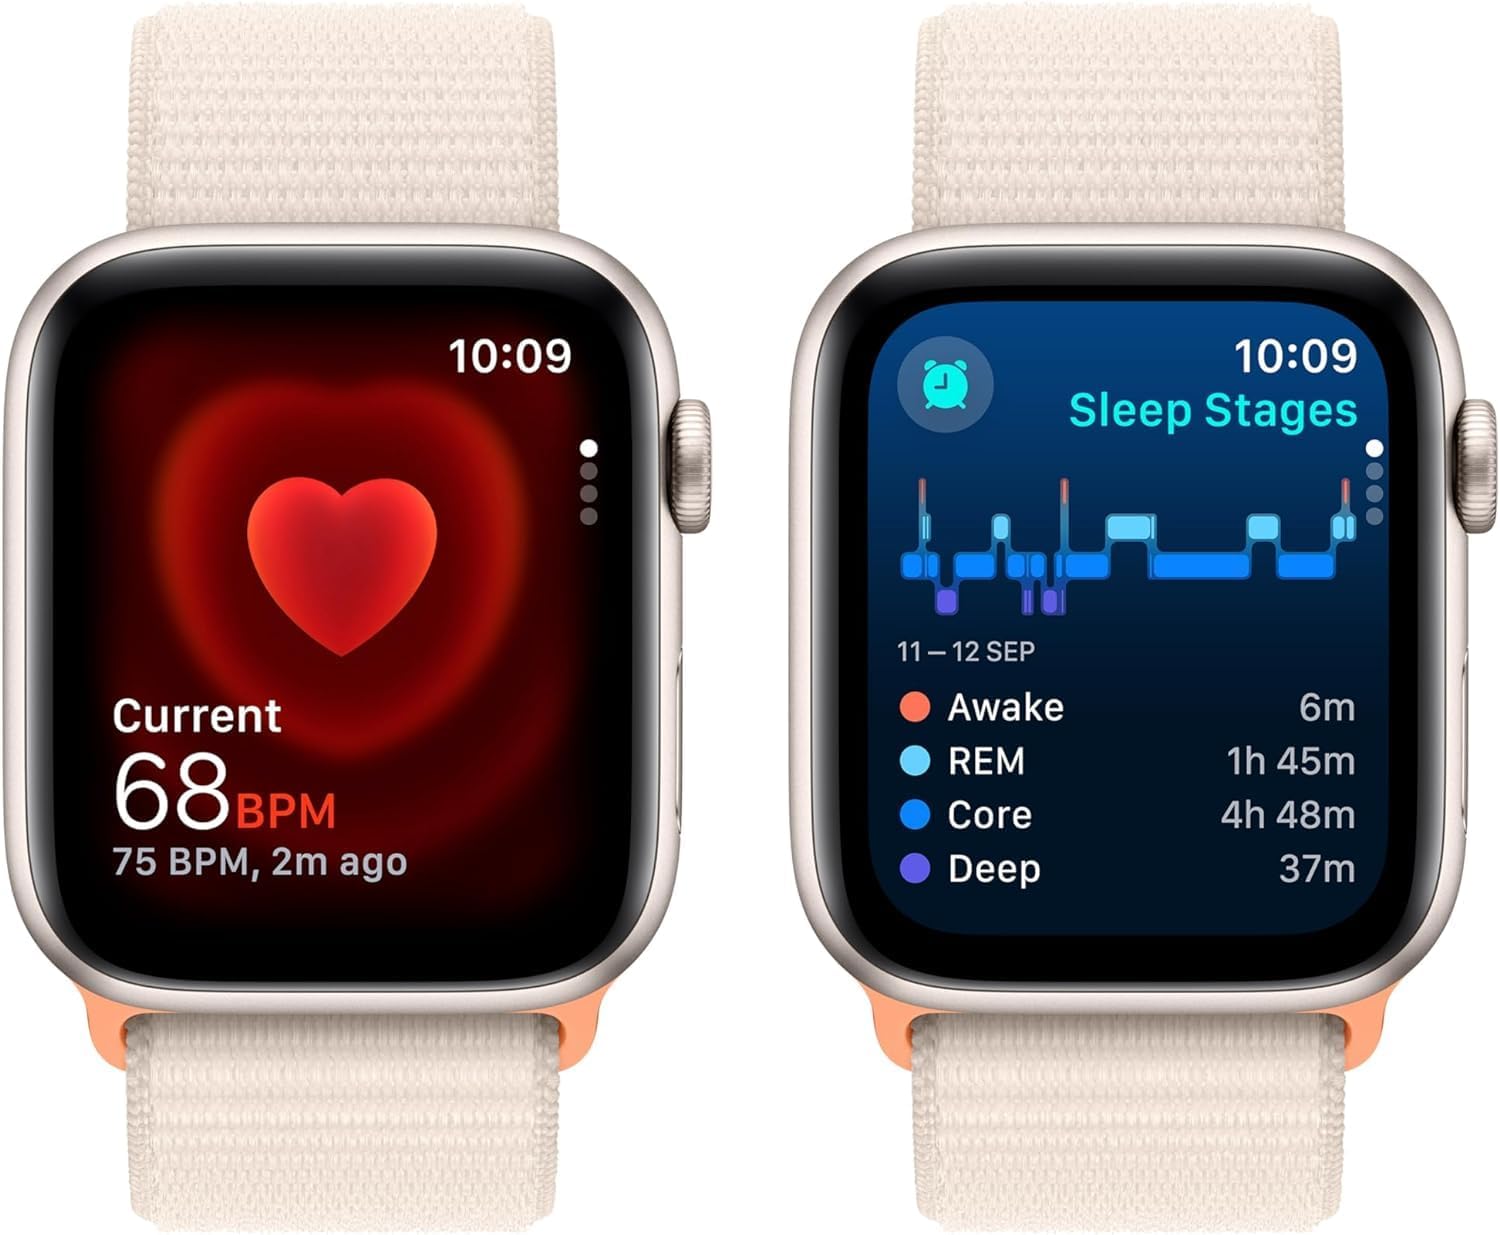 10:09
Current
68BPM
75 BPM, 2m ago
10:09
Sleep Stages
11 – 12 SEP
Awake 6m
REM 1h 45m
Core 4h 48m
Deep 37m